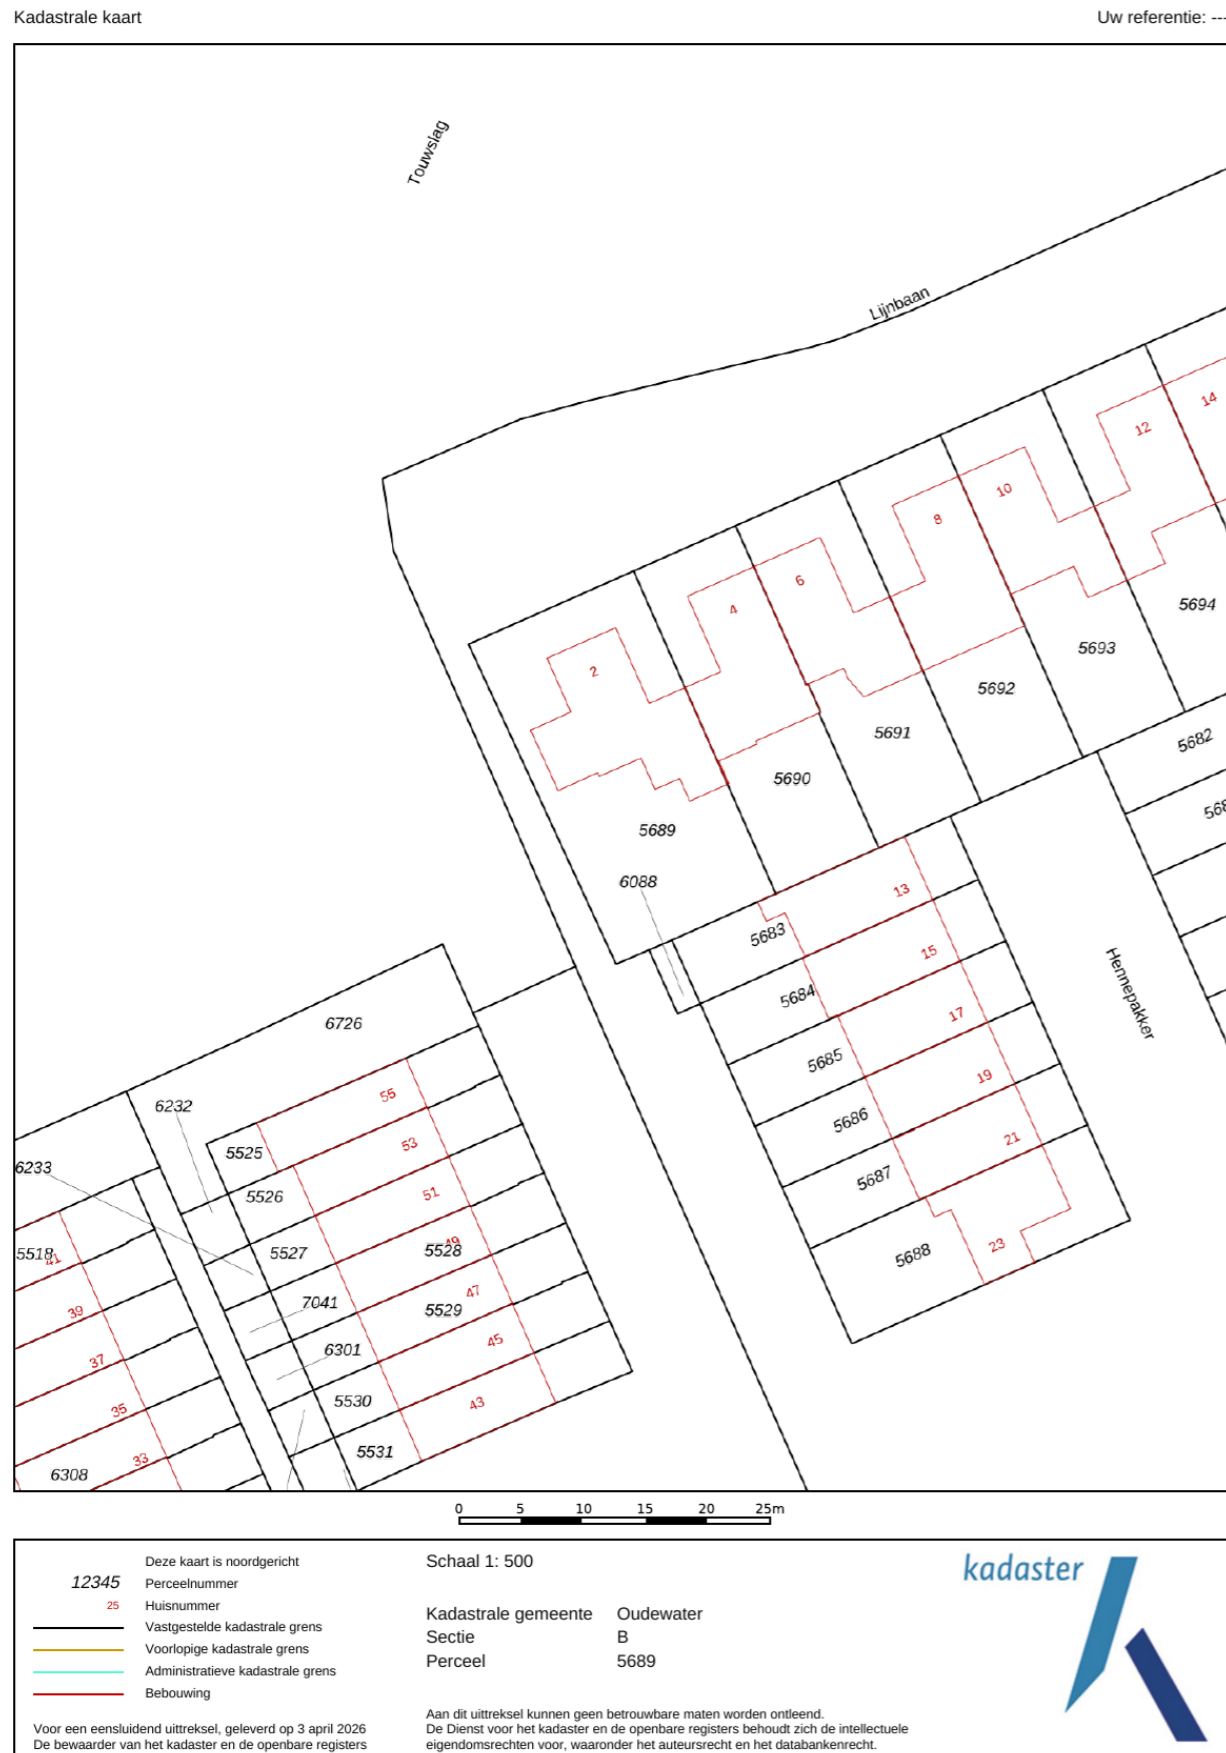 Kadastrale kaart
Uw referentie: ---
Touwslag
Lijnbaan
14
12
10
8
6
4
2
5694
5693
5692
5691
5690
5689
5682
6088
13
5683
15
5684
17
5685
19
5686
21
5687
23
5688
Hennepakker
6726
6232
6233
55
5525
53
5526
51
5527
49
5528
47
7041
5529
45
6301
43
5530
5531
5518
41
39
37
35
33
6308
0 5 10 15 20 25m
Deze kaart is noordgericht
12345 Perceelnummer
25 Huisnummer
Vastgestelde kadastrale grens
Voorlopige kadastrale grens
Administratieve kadastrale grens
Bebouwing
Voor een eensluidend uittreksel, geleverd op 3 april 2026
De bewaarder van het kadaster en de openbare registers
Schaal 1: 500
Kadastrale gemeente Oudewater
Sectie B
Perceel 5689
Aan dit uittreksel kunnen geen betrouwbare maten worden ontleend.
De Dienst voor het kadaster en de openbare registers behoudt zich de intellectuele
eigendomsrechten voor, waaronder het auteursrecht en het databankenrecht.
kadaster